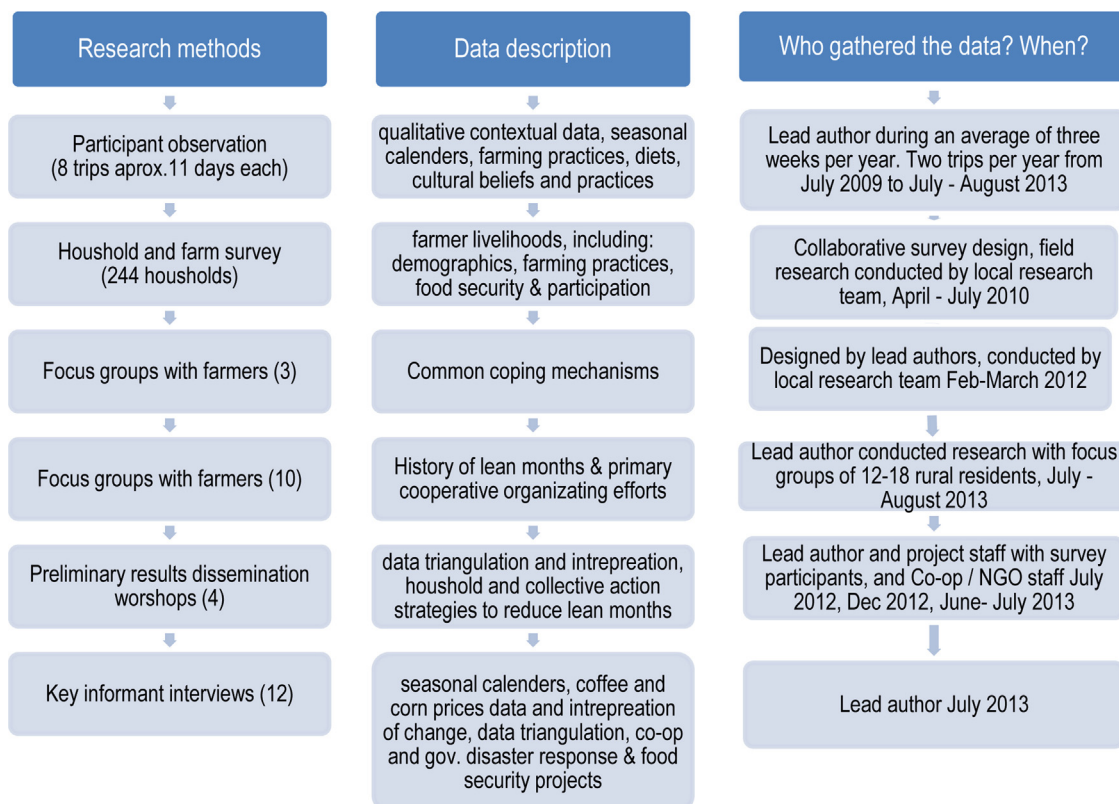 Research methods
Participant observation
(8 trips aprox.11 days each)
Houshold and farm survey
(244 housholds)
Focus groups with farmers (3)
Focus groups with farmers (10)
Preliminary results dissemination
worshops (4)
Key informant interviews (12)
Data description
qualitative contextual data, seasonal
calenders, farming practices, diets,
cultural beliefs and practices
farmer livelihoods, including:
demographics, farming practices,
food security & participation
Common coping mechanisms
History of lean months & primary
cooperative organizating efforts
data triangulation and intrepreation,
houshold and collective action
strategies to reduce lean months
seasonal calenders, coffee and
corn prices data and intrepreation
of change, data triangulation, co-op
and gov. disaster response & food
security projects
Who gathered the data? When?
Lead author during an average of three
weeks per year. Two trips per year from
July 2009 to July - August 2013
Collaborative survey design, field
research conducted by local research
team, April - July 2010
Designed by lead authors, conducted by
local research team Feb-March 2012
Lead author conducted research with focus
groups of 12-18 rural residents, July -
August 2013
Lead author and project staff with survey
participants, and Co-op / NGO staff July
2012, Dec 2012, June- July 2013
Lead author July 2013